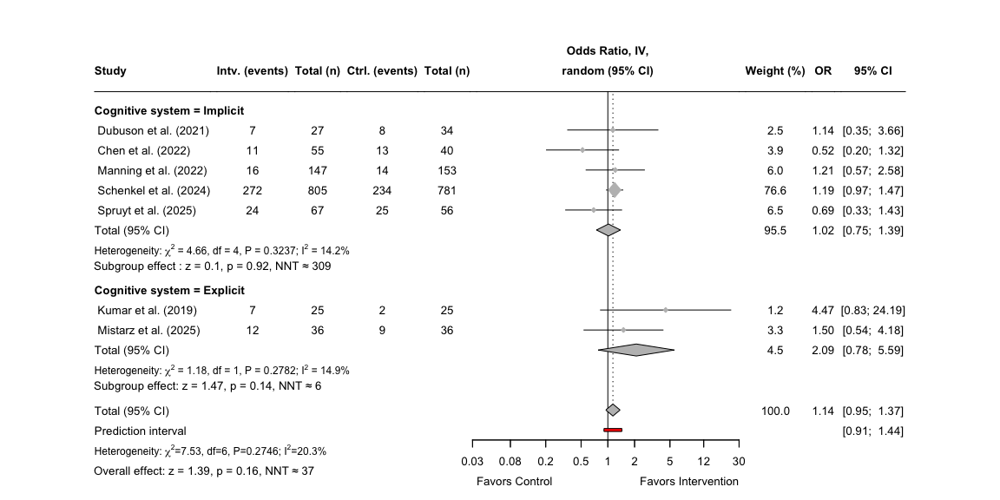 Odds Ratio, IV,
Study Intv. (events) Total (n) Ctrl. (events) Total (n) random (95% CI) Weight (%) OR 95% CI
Cognitive system = Implicit
Dubuson et al. (2021) 7 27 8 34 2.5 1.14 [0.35; 3.66]
Chen et al. (2022) 11 55 13 40 3.9 0.52 [0.20; 1.32]
Manning et al. (2022) 16 147 14 153 6.0 1.21 [0.57; 2.58]
Schenkel et al. (2024) 272 805 234 781 76.6 1.19 [0.97; 1.47]
Spruyt et al. (2025) 24 67 25 56 6.5 0.69 [0.33; 1.43]
Total (95% CI) 95.5 1.02 [0.75; 1.39]
Heterogeneity: χ² = 4.66, df = 4, P = 0.3237; I² = 14.2%
Subgroup effect : z = 0.1, p = 0.92, NNT ≈ 309
Cognitive system = Explicit
Kumar et al. (2019) 7 25 2 25 1.2 4.47 [0.83; 24.19]
Mistarz et al. (2025) 12 36 9 36 3.3 1.50 [0.54; 4.18]
Total (95% CI) 4.5 2.09 [0.78; 5.59]
Heterogeneity: χ² = 1.18, df = 1, P = 0.2782; I² = 14.9%
Subgroup effect: z = 1.47, p = 0.14, NNT ≈ 6
Total (95% CI) 100.0 1.14 [0.95; 1.37]
Prediction interval [0.91; 1.44]
Heterogeneity: χ²=7.53, df=6, P=0.2746; I²=20.3%
0.03 0.08 0.2 0.5 1 2 5 12 30
Overall effect: z = 1.39, p = 0.16, NNT ≈ 37
Favors Control Favors Intervention